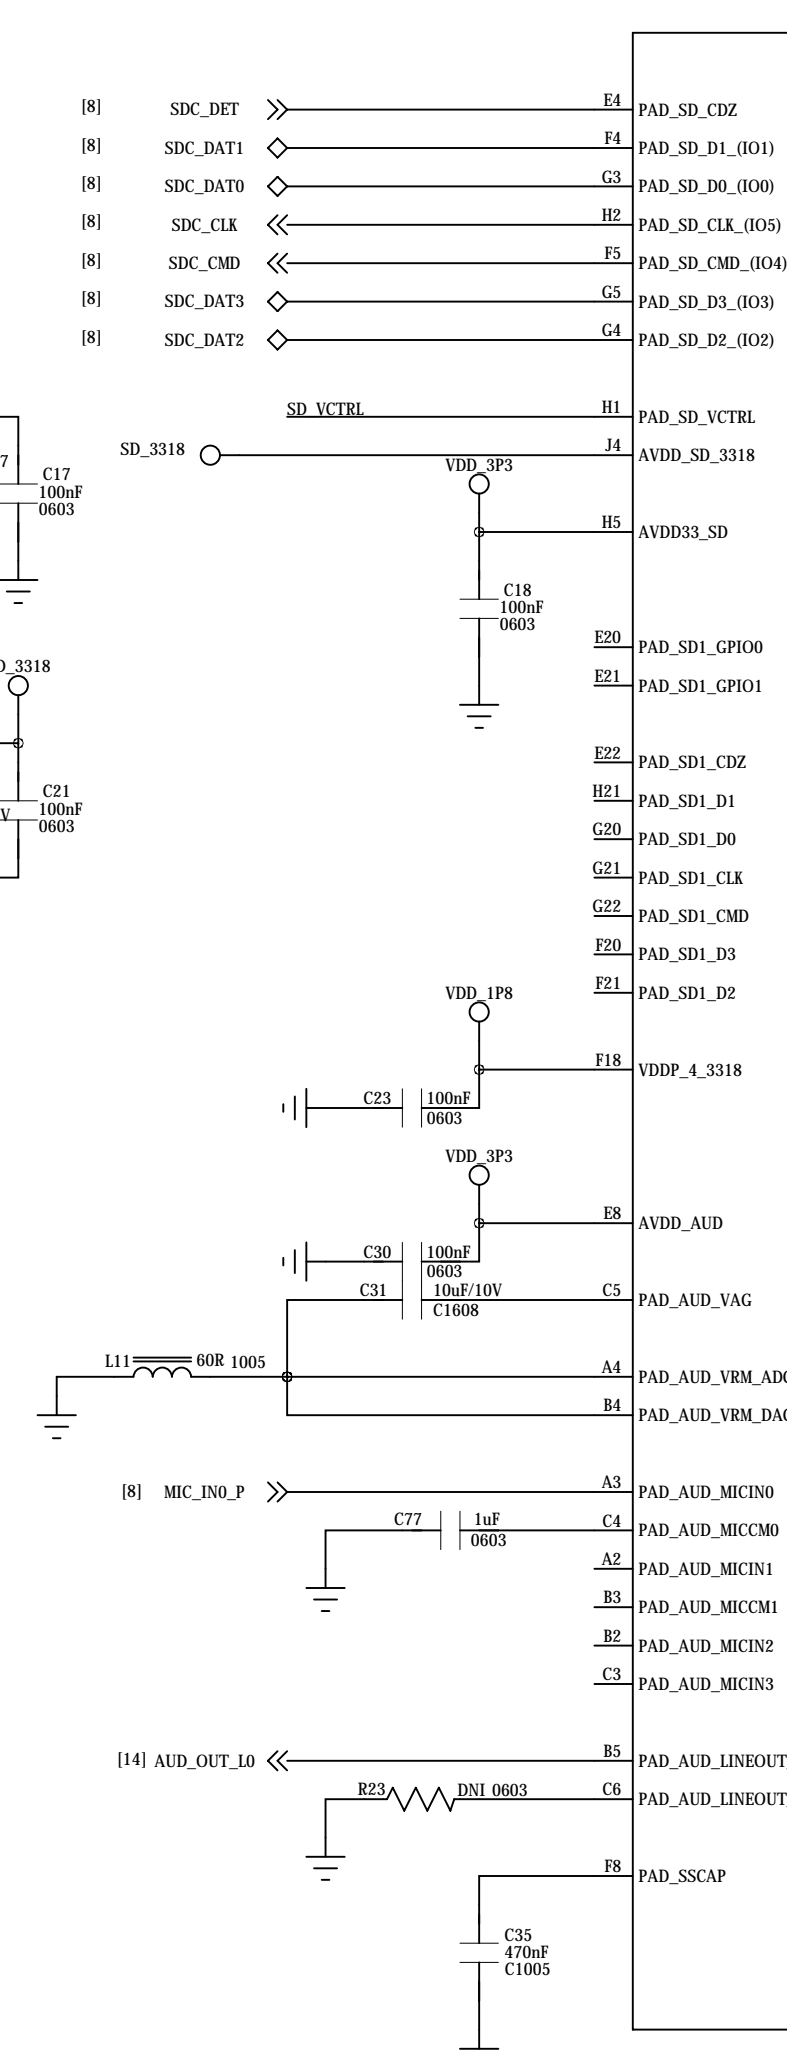 [8] SDC_DET E4 PAD_SD_CDZ
[8] SDC_DAT1 F4 PAD_SD_D1_(IO1)
[8] SDC_DAT0 G3 PAD_SD_D0_(IO0)
[8] SDC_CLK H2 PAD_SD_CLK_(IO5)
[8] SDC_CMD F5 PAD_SD_CMD_(IO4)
[8] SDC_DAT3 G5 PAD_SD_D3_(IO3)
[8] SDC_DAT2 G4 PAD_SD_D2_(IO2)
SD_VCTRL H1 PAD_SD_VCTRL
SD_3318 J4 AVDD_SD_3318
7
C17
100nF
0603
VDD_3P3
H5 AVDD33_SD
C18
100nF
0603
E20 PAD_SD1_GPIO0
D_3318
E21 PAD_SD1_GPIO1
E22 PAD_SD1_CDZ
C21
100nF
0603
V
H21 PAD_SD1_D1
G20 PAD_SD1_D0
G21 PAD_SD1_CLK
G22 PAD_SD1_CMD
F20 PAD_SD1_D3
F21 PAD_SD1_D2
VDD_1P8
F18 VDDP_4_3318
C23 100nF
0603
VDD_3P3
E8 AVDD_AUD
C30 100nF
0603
C31 10uF/10V
C1608
C5 PAD_AUD_VAG
L11 60R 1005
A4 PAD_AUD_VRM_AD
B4 PAD_AUD_VRM_DA
[8] MIC_IN0_P A3 PAD_AUD_MICIN0
C77 1uF
0603
C4 PAD_AUD_MICCM0
A2 PAD_AUD_MICIN1
B3 PAD_AUD_MICCM1
B2 PAD_AUD_MICIN2
C3 PAD_AUD_MICIN3
[14] AUD_OUT_L0 B5 PAD_AUD_LINEOUT
R23 DNI 0603 C6 PAD_AUD_LINEOUT
F8 PAD_SSCAP
C35
470nF
C1005